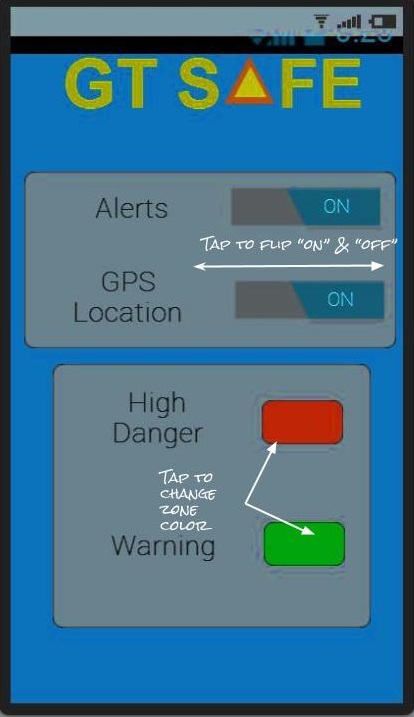 GT SAFE
Alerts
ON
TAP TO FLIP "ON" & "OFF"
GPS
Location
ON
High
Danger
TAP TO
CHANGE
ZONE
COLOR
Warning